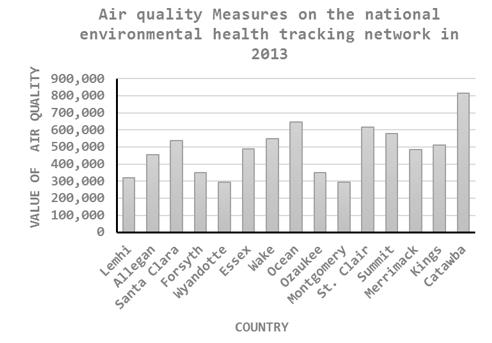 Air quality Measures on the national
environmental health tracking network in
2013
VALUE OF AIR QUALITY
900,000
800,000
700,000
600,000
500,000
400,000
300,000
200,000
100,000
0
Lemhi
Allegan
Santa Clara
Forsyth
Wyandotte
Essex
Wake
Ocean
Ozaukee
Montgomery
St. Clair
Summit
Merrimack
Kings
Catawba
COUNTRY